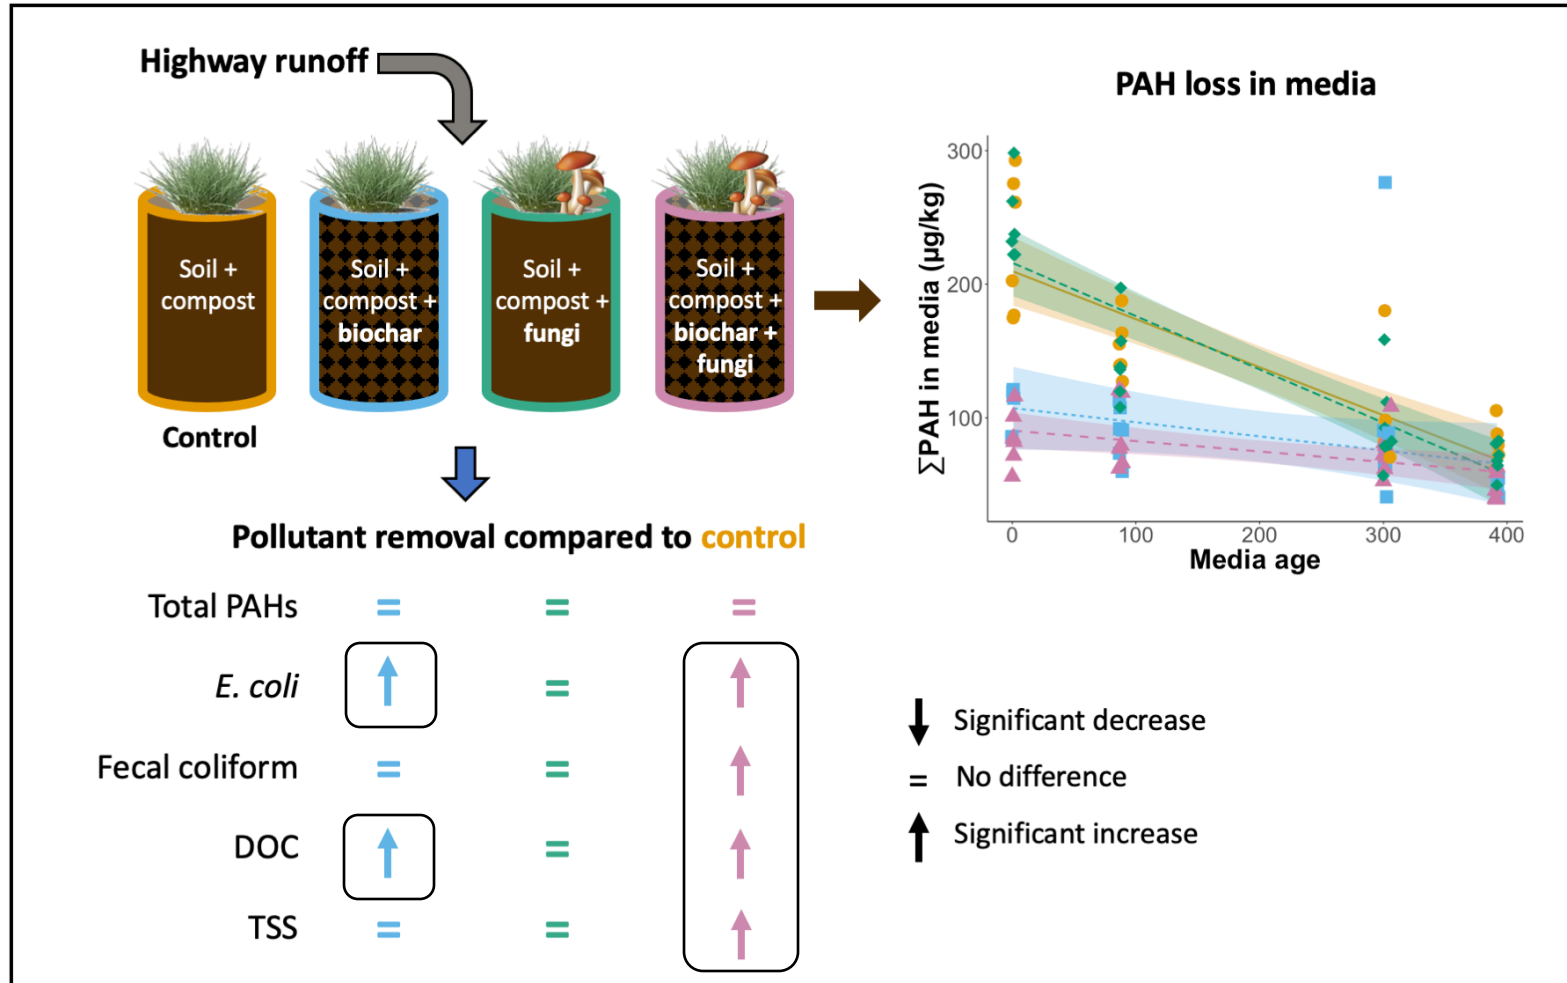 Highway runoff
Soil +
compost
Soil +
compost +
biochar
Soil +
compost +
fungi
Soil +
compost +
biochar +
fungi
Control
PAH loss in media
∑PAH in media (µg/kg)
300
200
100
0
100
200
300
400
Media age
Pollutant removal compared to control
Total PAHs = = =
E. coli ↑ = ↑
Fecal coliform = = ↑
DOC ↑ = ↑
TSS = = ↑
↓ Significant decrease
= No difference
↑ Significant increase